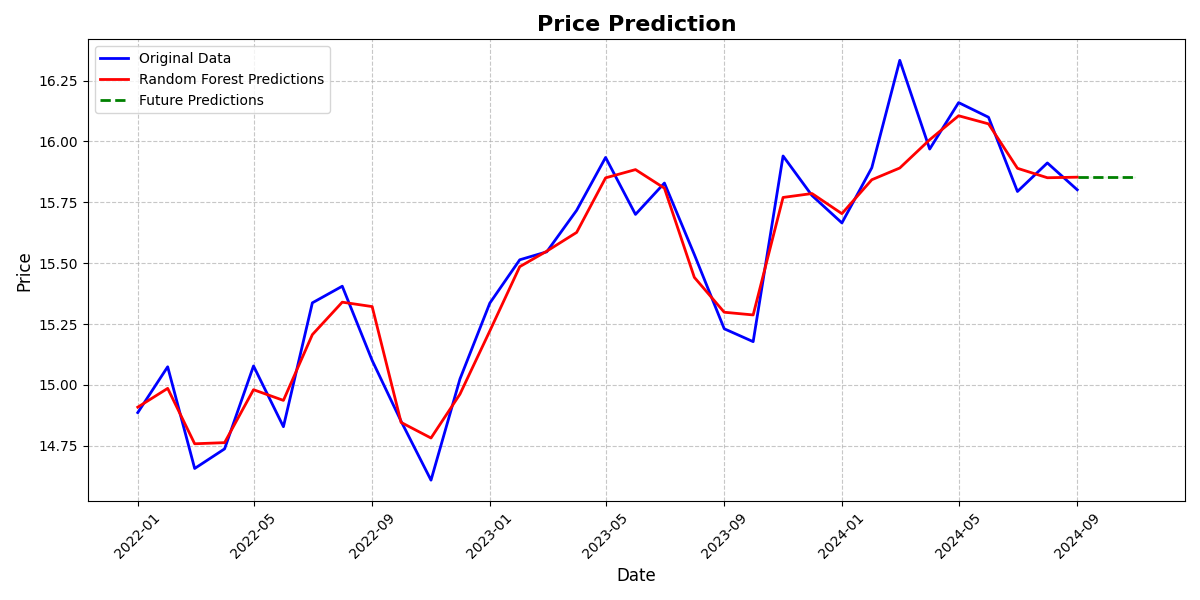 Price Prediction
Original Data
Random Forest Predictions
Future Predictions
Price
16.25
16.00
15.75
15.50
15.25
15.00
14.75
2022-01
2022-05
2022-09
2023-01
2023-05
2023-09
2024-01
2024-05
2024-09
Date